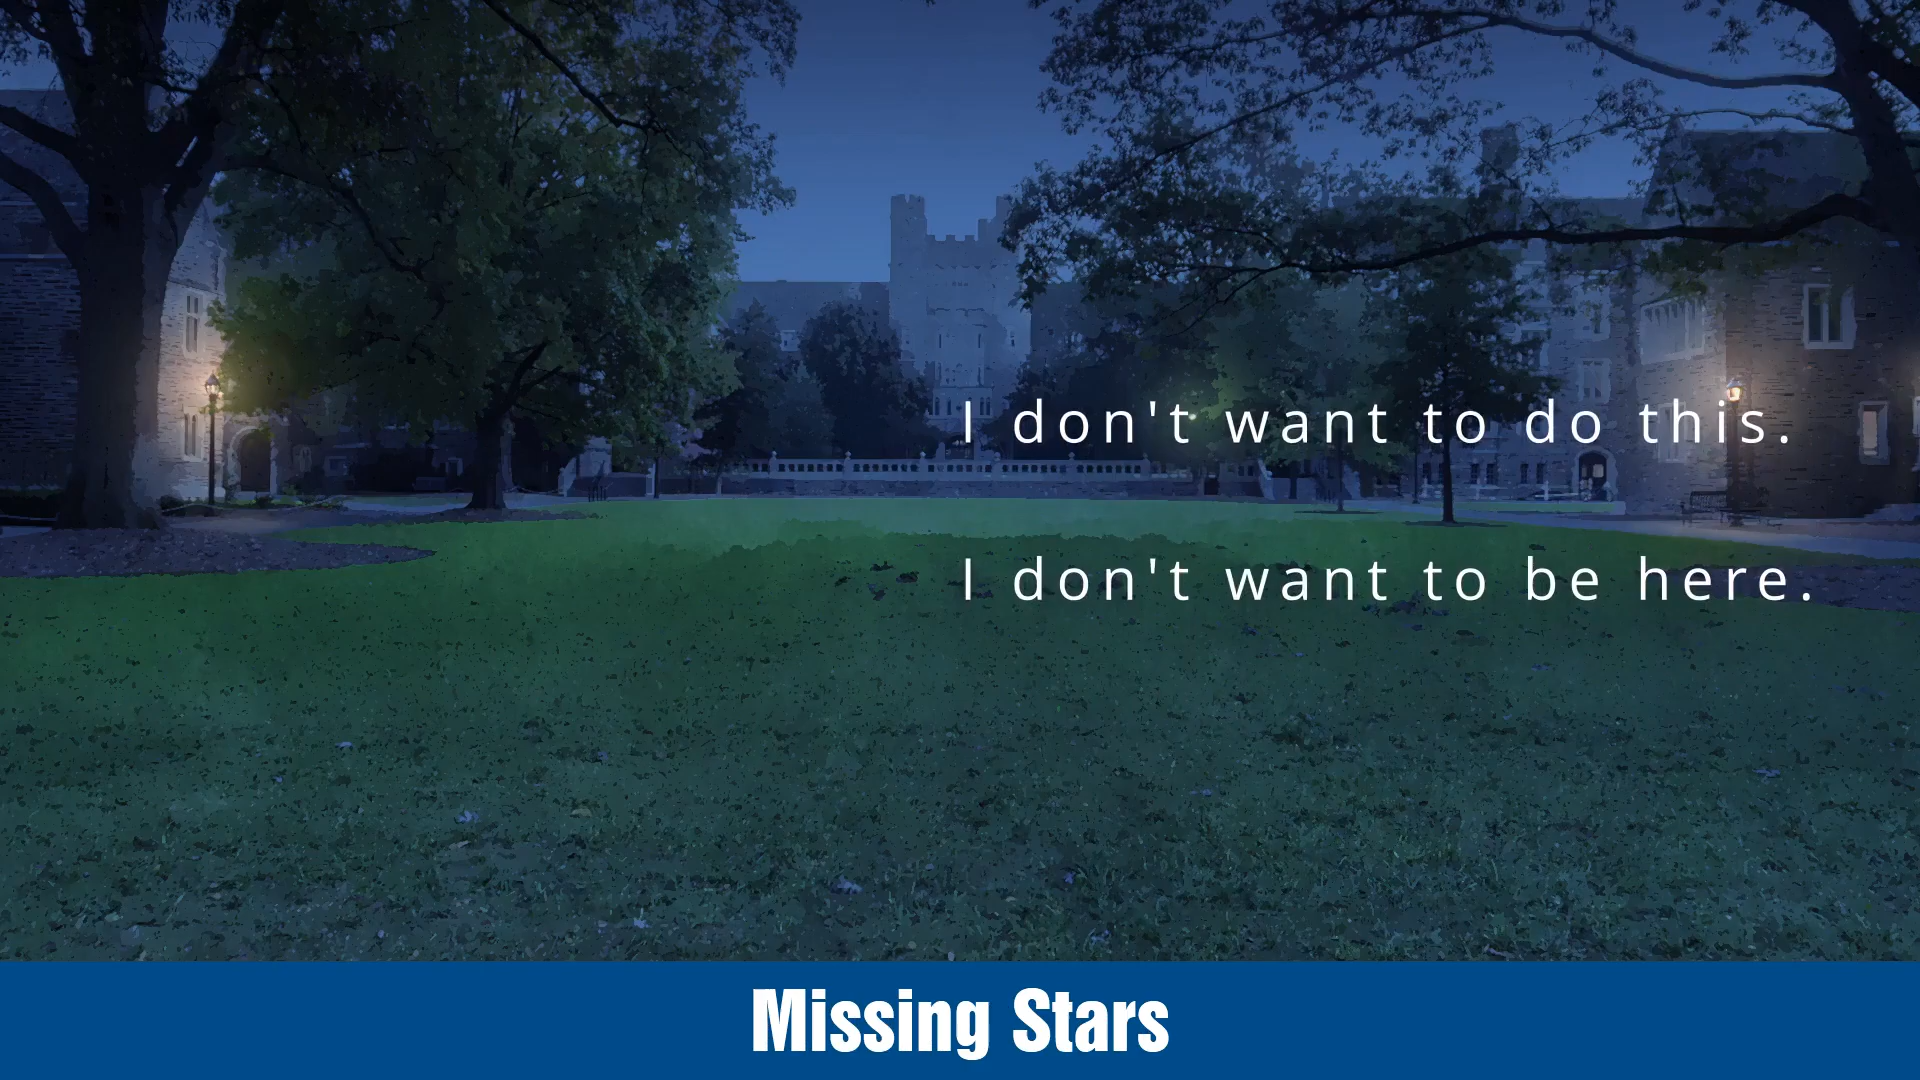 I don't want to do this.
I don't want to be here.
Missing Stars